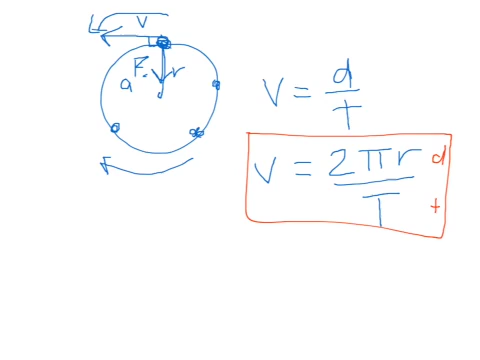 V
F
r
a
V = d
t
V = 2πr d
T t